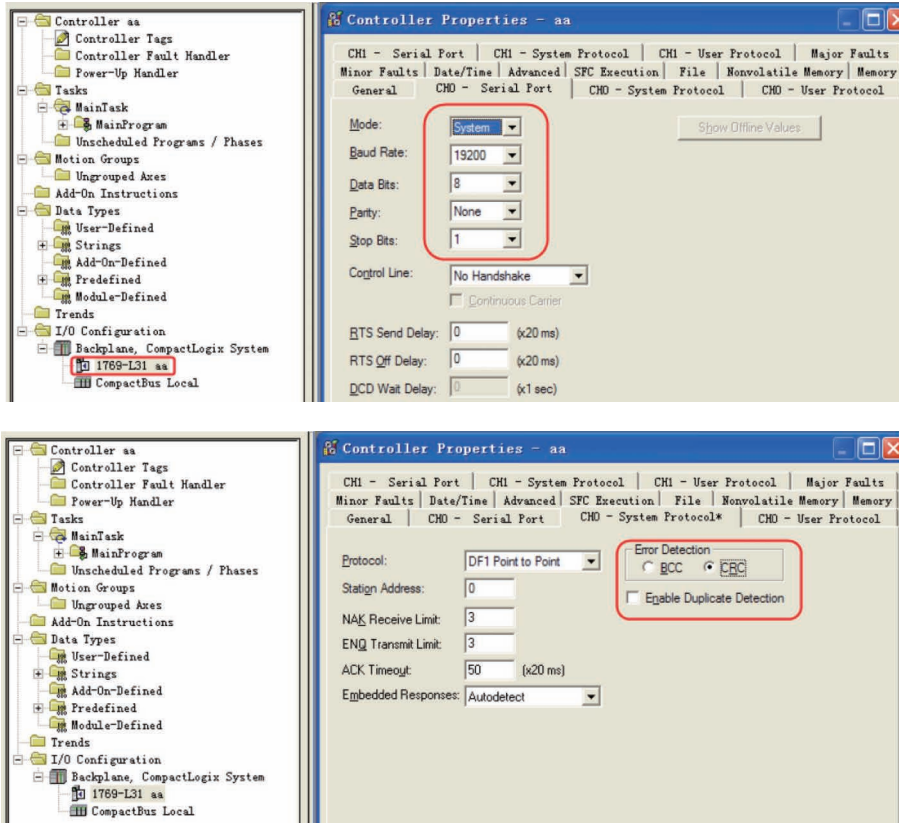 Controller aa
Controller Tags
Controller Fault Handler
Power-Up Handler
Tasks
MainTask
MainProgram
Unscheduled Programs / Phases
Motion Groups
Ungrouped Axes
Add-On Instructions
Data Types
User-Defined
Strings
Add-On-Defined
Predefined
Module-Defined
Trends
I/O Configuration
Backplane, CompactLogix System
1769-L31 aa
CompactBus Local
Controller Properties - aa
CH1 - Serial Port CH1 - System Protocol CH1 - User Protocol Major Faults
Minor Faults Date/Time Advanced SFC Execution File Nonvolatile Memory Memory
General CH0 - Serial Port CH0 - System Protocol CH0 - User Protocol
Mode: System Show Offline Values
Baud Rate: 19200
Data Bits: 8
Parity: None
Stop Bits: 1
Control Line: No Handshake
Continuous Carrier
RTS Send Delay: 0 (x20 ms)
RTS Off Delay: 0 (x20 ms)
DCD Wait Delay: 0 (x1 sec)
Controller aa
Controller Tags
Controller Fault Handler
Power-Up Handler
Tasks
MainTask
MainProgram
Unscheduled Programs / Phases
Motion Groups
Ungrouped Axes
Add-On Instructions
Data Types
User-Defined
Strings
Add-On-Defined
Predefined
Module-Defined
Trends
I/O Configuration
Backplane, CompactLogix System
1769-L31 aa
CompactBus Local
Controller Properties - aa
CH1 - Serial Port CH1 - System Protocol CH1 - User Protocol Major Faults
Minor Faults Date/Time Advanced SFC Execution File Nonvolatile Memory Memory
General CH0 - Serial Port CH0 - System Protocol* CH0 - User Protocol
Protocol: DF1 Point to Point
Station Address: 0
NAK Receive Limit: 3
ENQ Transmit Limit: 3
ACK Timeout: 50 (x20 ms)
Embedded Responses: Autodetect
Error Detection
BCC CRC
Enable Duplicate Detection